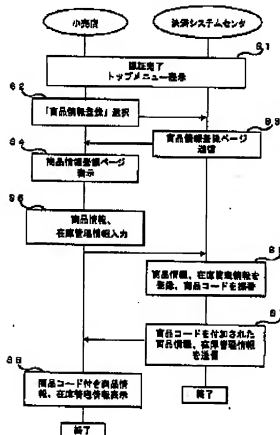 小売店
決済システムセンタ
S1
認証完了
トップメニュー表示
S2
「商品情報登録」選択
S3
商品情報登録ページ
送信
S4
商品情報登録ページ
表示
S5
商品情報、
在庫管理情報入力
商品情報、在庫管理情報を
登録、商品コードを採番
商品コードを付加された
商品情報、在庫管理情報
を送信
S8
商品コード付き商品情
報、在庫管理情報表示
終了
終了